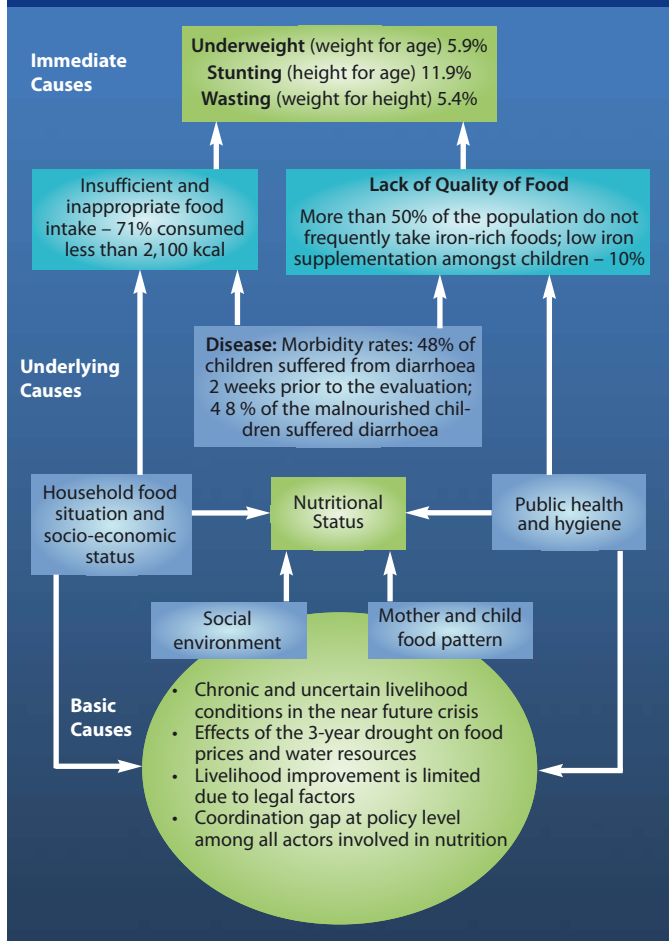 Immediate
Causes
Underweight (weight for age) 5.9%
Stunting (height for age) 11.9%
Wasting (weight for height) 5.4%
Insufficient and
inappropriate food
intake – 71% consumed
less than 2,100 kcal
Lack of Quality of Food
More than 50% of the population do not
frequently take iron-rich foods; low iron
supplementation amongst children – 10%
Underlying
Causes
Disease: Morbidity rates: 48% of
children suffered from diarrhoea
2 weeks prior to the evaluation;
4 8 % of the malnourished chil-
dren suffered diarrhoea
Household food
situation and
socio-economic
status
Nutritional
Status
Public health
and hygiene
Social
environment
Mother and child
food pattern
Basic
Causes
• Chronic and uncertain livelihood
conditions in the near future crisis
• Effects of the 3-year drought on food
prices and water resources
• Livelihood improvement is limited
due to legal factors
• Coordination gap at policy level
among all actors involved in nutrition